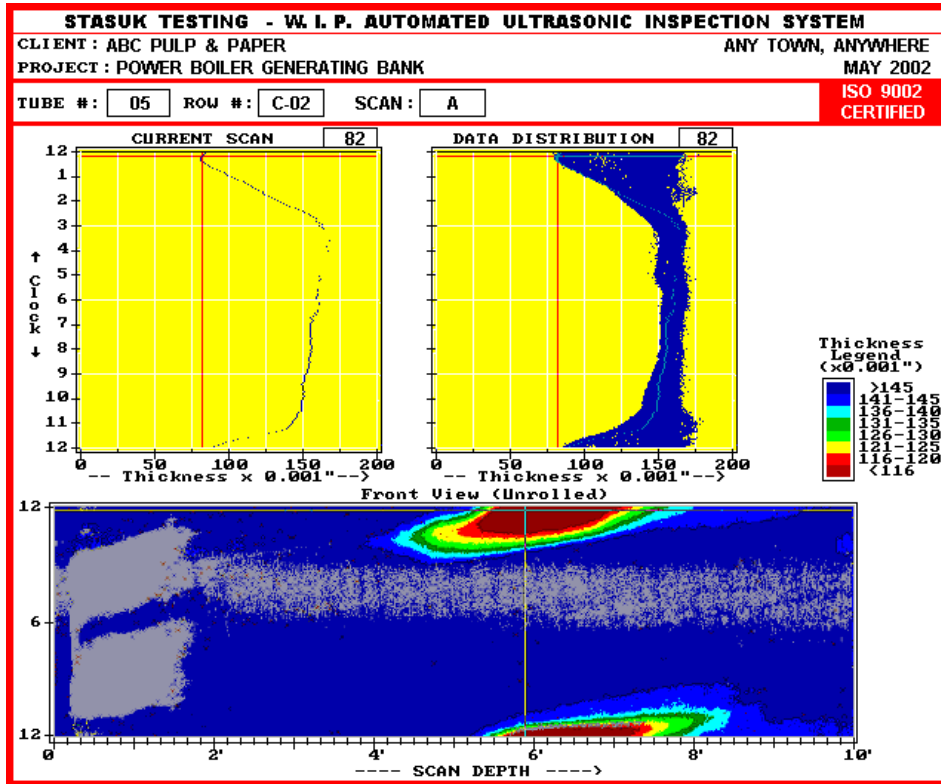 STASUK TESTING - W. I. P. AUTOMATED ULTRASONIC INSPECTION SYSTEM
CLIENT : ABC PULP & PAPER ANY TOWN, ANYWHERE
PROJECT : POWER BOILER GENERATING BANK MAY 2002
TUBE #: 05 ROW #: C-02 SCAN: A
ISO 9002
CERTIFIED
CURRENT SCAN 82
DATA DISTRIBUTION 82
12
1
2
3
4
5
6
7
8
9
10
11
12
↑ Clock ↓
0 50 100 150 200
-- Thickness x 0.001"-->
0 50 100 150 200
-- Thickness x 0.001"-->
Thickness
Legend
(x0.001")
>145
141-145
136-140
131-135
126-130
121-125
116-120
<116
Front View (Unrolled)
12
6
12
0 2' 4' 6' 8' 10'
---- SCAN DEPTH ---->